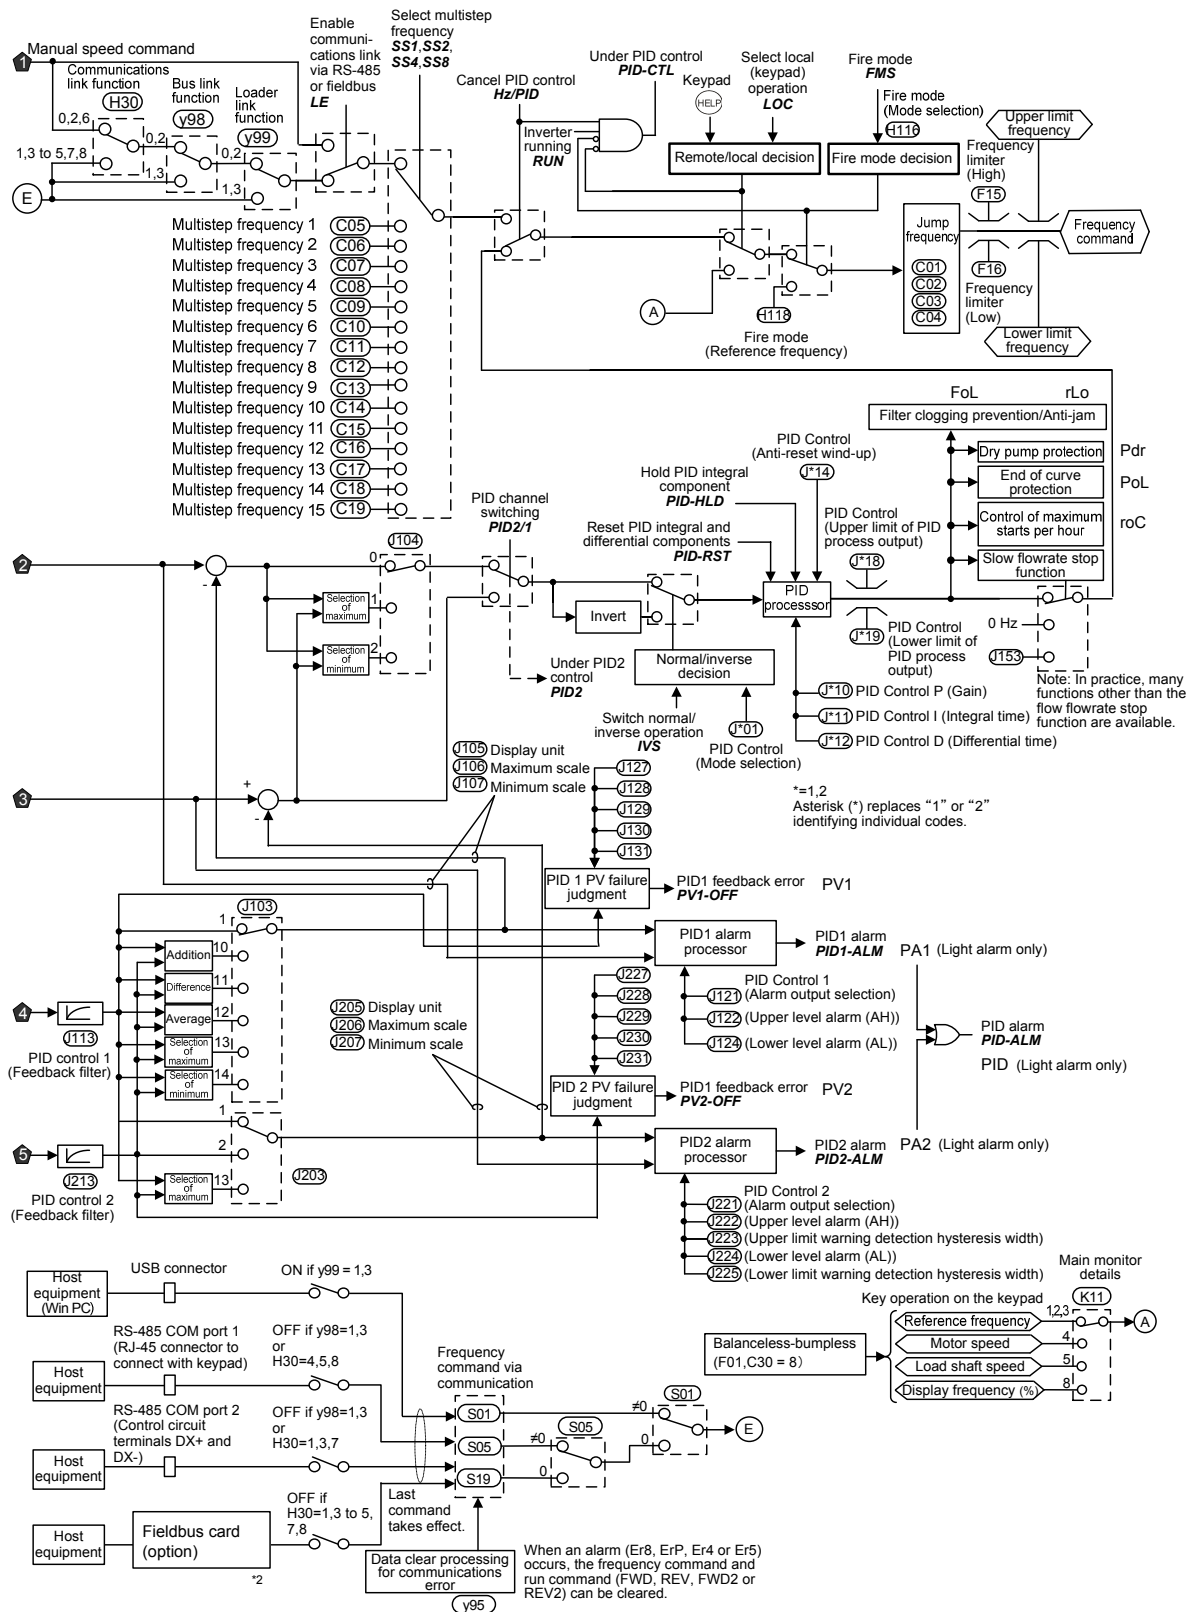 1
Manual speed command
Communications
link function
H30
0,2,6
1,3 to 5,7,8
E
Bus link
function
y98
0,2
1,3
Loader
link
function
y99
0,2
1,3
Enable
communi-
cations link
via RS-485
or fieldbus
LE
Select multistep
frequency
SS1,SS2,
SS4,SS8
Cancel PID control
Hz/PID
Under PID control
PID-CTL
Inverter
running
RUN
Keypad
HELP
Select local
(keypad)
operation
LOC
Remote/local decision
Fire mode
FMS
Fire mode
(Mode selection)
H116
Fire mode decision
Upper limit
frequency
Frequency
limiter
(High)
F15
Jump
frequency
C01
C02
C03
C04
Frequency
command
F16
Frequency
limiter
(Low)
Lower limit
frequency
A
H118
Fire mode
(Reference frequency)
Multistep frequency 1 C05
Multistep frequency 2 C06
Multistep frequency 3 C07
Multistep frequency 4 C08
Multistep frequency 5 C09
Multistep frequency 6 C10
Multistep frequency 7 C11
Multistep frequency 8 C12
Multistep frequency 9 C13
Multistep frequency 10 C14
Multistep frequency 11 C15
Multistep frequency 12 C16
Multistep frequency 13 C17
Multistep frequency 14 C18
Multistep frequency 15 C19
FoL rLo
Filter clogging prevention/Anti-jam
Dry pump protection Pdr
End of curve
protection
PoL
Control of maximum
starts per hour
roC
Slow flowrate stop
function
PID Control
(Anti-reset wind-up)
J*14
Hold PID integral
component
PID-HLD
Reset PID integral and
differential components
PID-RST
PID Control
(Upper limit of PID
process output)
J*18
PID
processsor
J*19
PID Control
(Lower limit of
PID process
output)
0 Hz
J153
Note: In practice, many
functions other than the
flow flowrate stop
function are available.
J*10 PID Control P (Gain)
J*11 PID Control I (Integral time)
J*12 PID Control D (Differential time)
2
-
J104
0
Selection
of
maximum
1
Selection
of
minimum
2
PID channel
switching
PID2/1
Invert
Under PID2
control
PID2
Normal/inverse
decision
Switch normal/
inverse operation
IVS
J*01
PID Control
(Mode selection)
*=1,2
Asterisk (*) replaces “1” or “2”
identifying individual codes.
J105 Display unit
J106 Maximum scale
J107 Minimum scale
3
+
-
J127
J128
J129
J130
J131
PID 1 PV failure
judgment
PID1 feedback error
PV1-OFF
PV1
J103
1
Addition 10
Difference 11
Average 12
Selection
of
maximum
13
Selection
of
minimum
14
4
J113
PID control 1
(Feedback filter)
PID1 alarm
processor
PID1 alarm
PID1-ALM
PA1 (Light alarm only)
PID Control 1
J121 (Alarm output selection)
J122 (Upper level alarm (AH))
J124 (Lower level alarm (AL))
J205 Display unit
J206 Maximum scale
J207 Minimum scale
J227
J228
J229
J230
J231
PID 2 PV failure
judgment
PID1 feedback error
PV2-OFF
PV2
PID alarm
PID-ALM
PID (Light alarm only)
5
J213
PID control 2
(Feedback filter)
1
2
Selection
of
maximum
13
J203
PID2 alarm
processor
PID2 alarm
PID2-ALM
PA2 (Light alarm only)
PID Control 2
J221 (Alarm output selection)
J222 (Upper level alarm (AH))
J223 (Upper limit warning detection hysteresis width)
J224 (Lower level alarm (AL))
J225 (Lower limit warning detection hysteresis width)
Host
equipment
(Win PC)
USB connector
ON if y99 = 1,3
RS-485 COM port 1
(RJ-45 connector to
connect with keypad)
OFF if y98=1,3
or
H30=4,5,8
Host
equipment
RS-485 COM port 2
(Control circuit
terminals DX+ and
DX-)
OFF if y98=1,3
or
H30=1,3,7
Host
equipment
Host
equipment
Fieldbus card
(option)
*2
OFF if
H30=1,3 to 5,
7,8
Frequency
command via
communication
S01
S05
S19
Last
command
takes effect.
Data clear processing
for communications
error
y95
When an alarm (Er8, ErP, Er4 or Er5)
occurs, the frequency command and
run command (FWD, REV, FWD2 or
REV2) can be cleared.
≠0
0
S05
S01
≠0
0
E
Balanceless-bumpless
(F01,C30 = 8)
Key operation on the keypad
Reference frequency 1,2,3
Motor speed 4
Load shaft speed 5
Display frequency (%) 8
Main monitor
details
K11
A